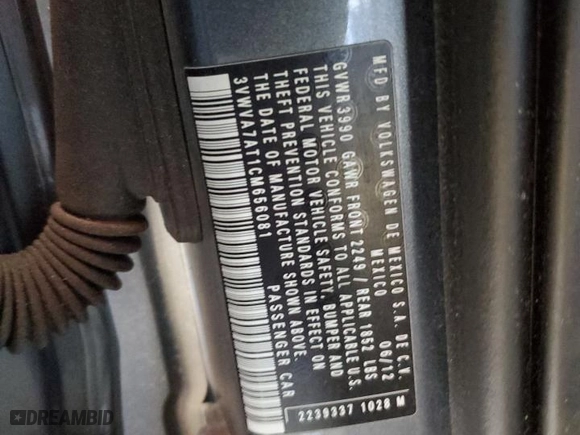 MFD BY VOLKSWAGEN DE MEXICO S.A. DE C.V.
MEXICO 06/12
GVWR3990 GAWR FRONT 2249 / REAR 1852 LBS
THIS VEHICLE CONFORMS TO ALL APPLICABLE U.S.
FEDERAL MOTOR VEHICLE SAFETY, BUMPER AND
THEFT PREVENTION STANDARDS IN EFFECT ON
THE DATE OF MANUFACTURE SHOWN ABOVE.
3VWVA7AT1CM656081 PASSENGER CAR
2239337 1028 M
DREAMBID